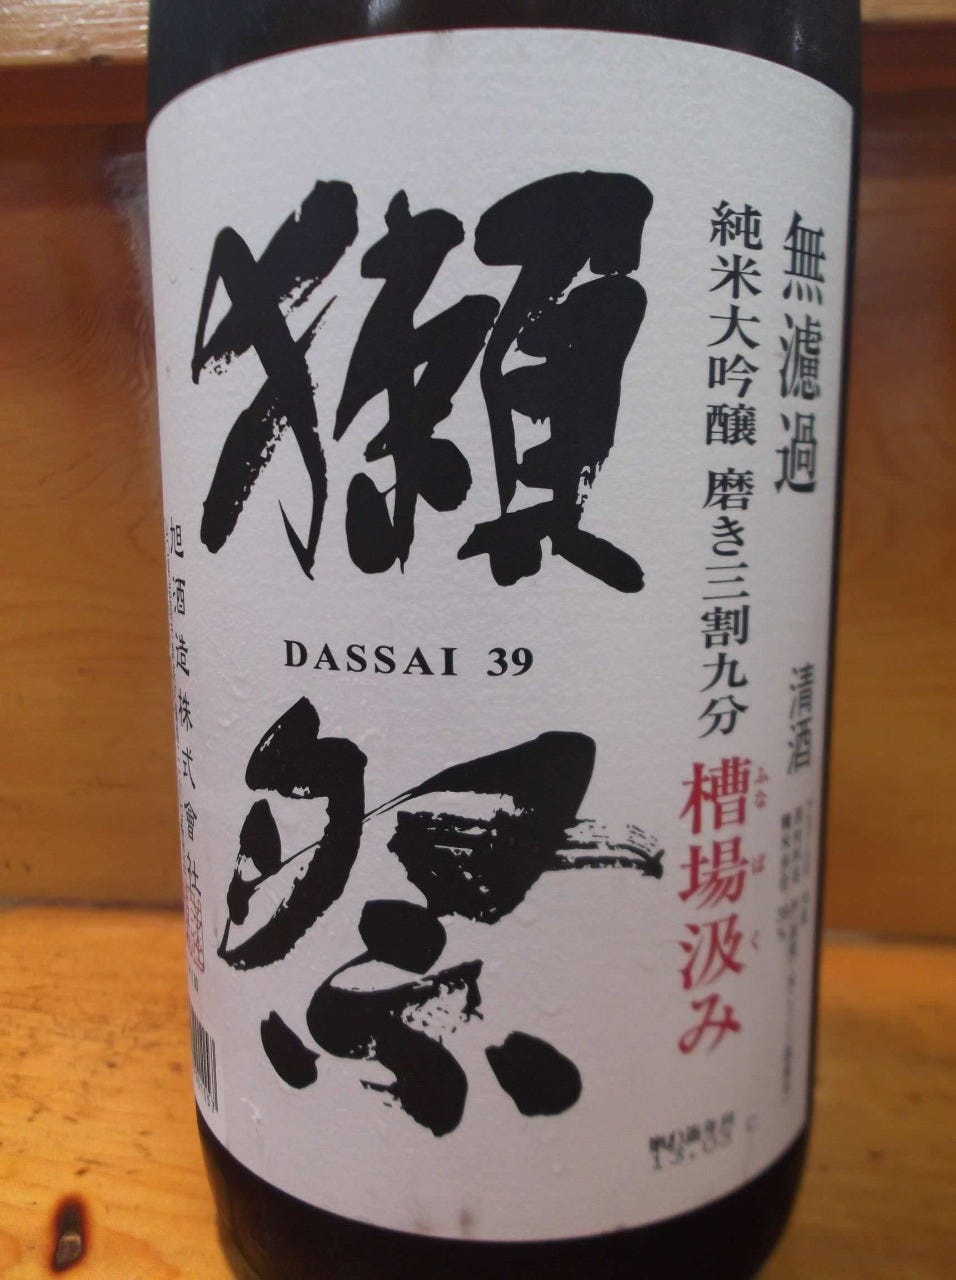 無濾過
純米大吟醸 磨き三割九分
槽場汲み
ふな ば く
獺祭
DASSAI 39
清酒
旭酒造株式會社